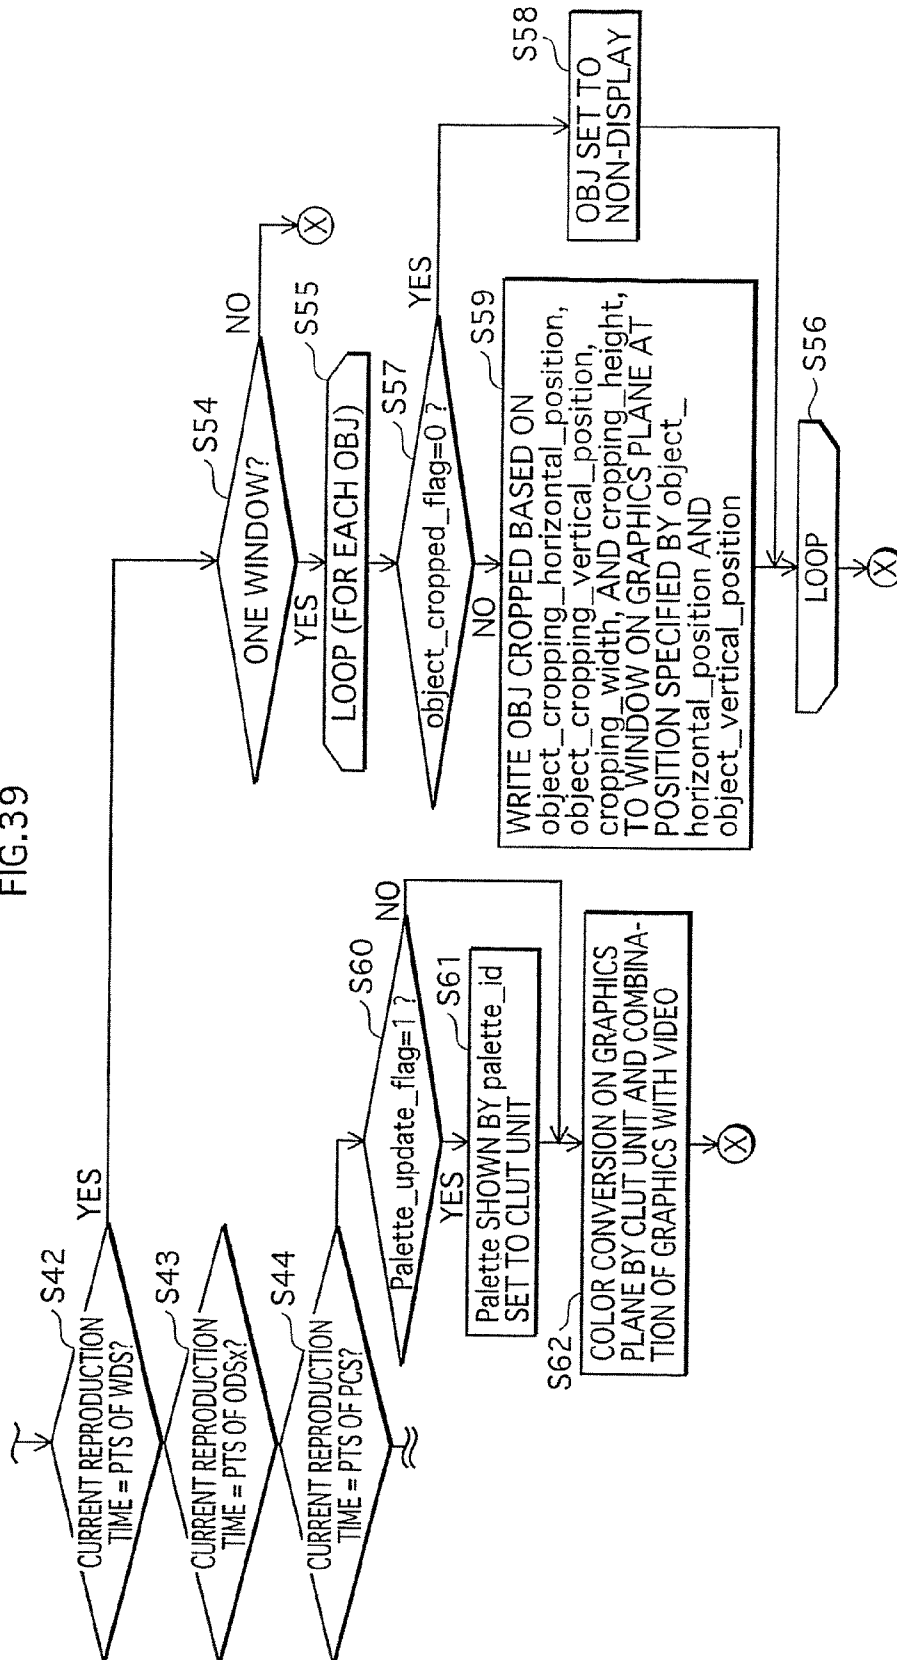 FIG.39
S42
CURRENT REPRODUCTION
TIME = PTS OF WDS?
YES
S43
CURRENT REPRODUCTION
TIME = PTS OF ODSx?
S44
CURRENT REPRODUCTION
TIME = PTS OF PCS?
S60
Palette_update_flag=1 ?
NO
YES
S61
Palette SHOWN BY palette_id
SET TO CLUT UNIT
S62
COLOR CONVERSION ON GRAPHICS
PLANE BY CLUT UNIT AND COMBINA-
TION OF GRAPHICS WITH VIDEO
X
S54
ONE WINDOW?
NO
X
YES
S55
LOOP (FOR EACH OBJ)
S57
object_cropped_flag=0 ?
YES
NO
S58
OBJ SET TO
NON-DISPLAY
S59
WRITE OBJ CROPPED BASED ON
object_cropping_horizontal_position,
object_cropping_vertical_position,
cropping_width, AND cropping_height,
TO WINDOW ON GRAPHICS PLANE AT
POSITION SPECIFIED BY object_
horizontal_position AND
object_vertical_position
S56
LOOP
X